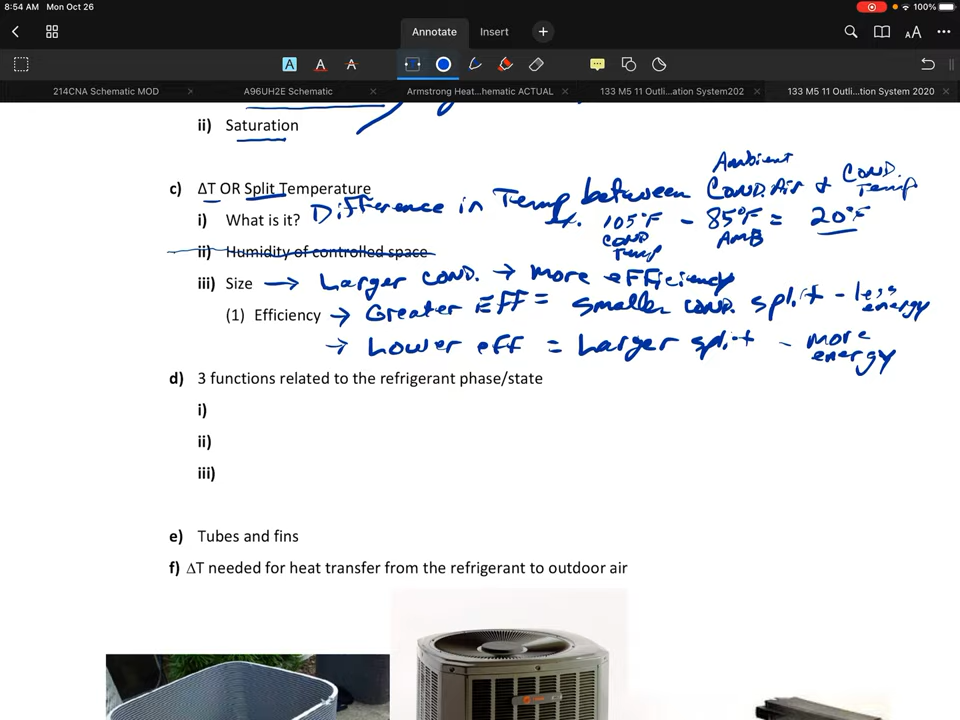 8:54 AM Mon Oct 26
100%
Annotate Insert
AA
A A A
214CNA Schematic MOD A96UH2E Schematic Armstrong Heat...hematic ACTUAL 133 M5 11 Outli...ation System202 133 M5 11 Outli...tion System 2020
ii) Saturation
c) ΔT OR Split Temperature
Ambient
Difference in Temp between COND. Air & COND. Temp
i) What is it?
105°F - 85°F = 20°F
COND Temp AMB
ii) Humidity of controlled space
iii) Size → Larger COND. → More efficiency
(1) Efficiency → Greater Eff = smaller cond. split - less energy
→ Lower eff = Larger split - more energy
d) 3 functions related to the refrigerant phase/state
i)
ii)
iii)
e) Tubes and fins
f) ΔT needed for heat transfer from the refrigerant to outdoor air